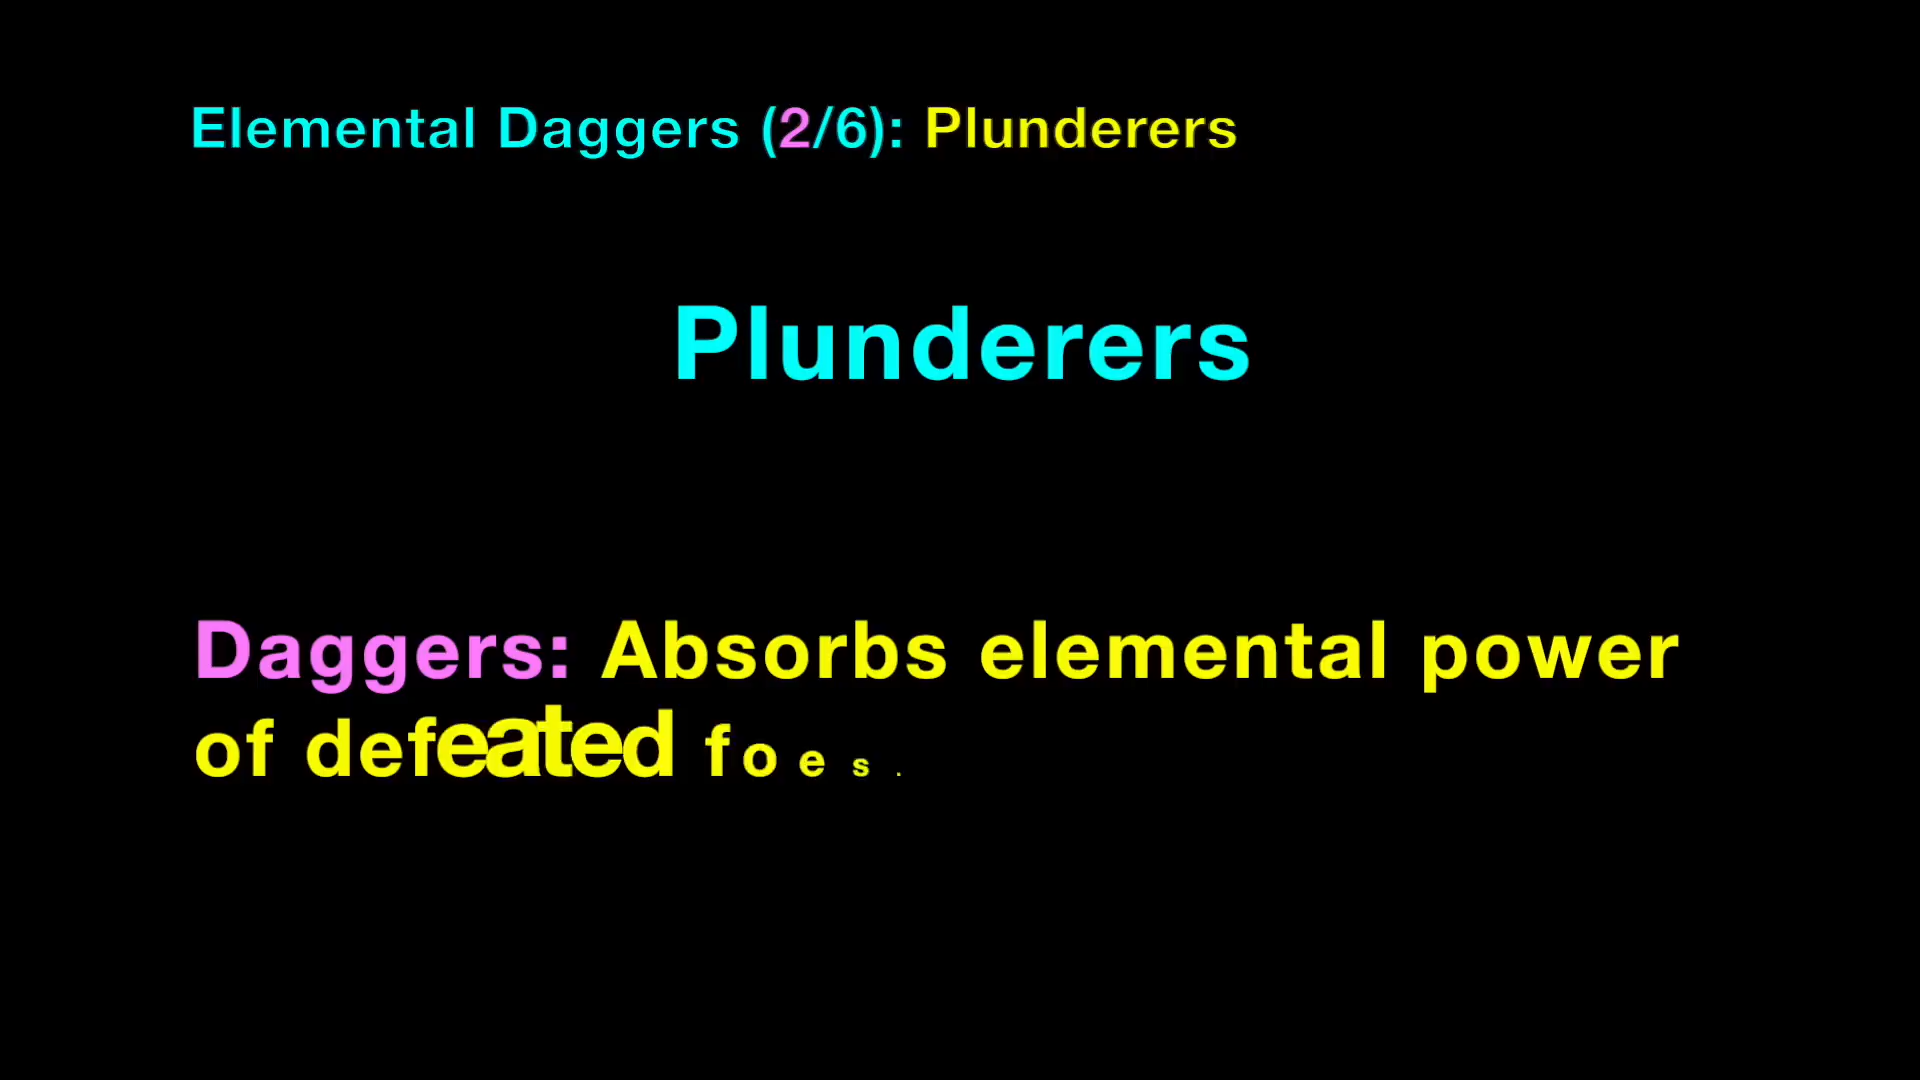 Elemental Daggers (2/6): Plunderers
Plunderers
Daggers: Absorbs elemental power
of defeated foes.